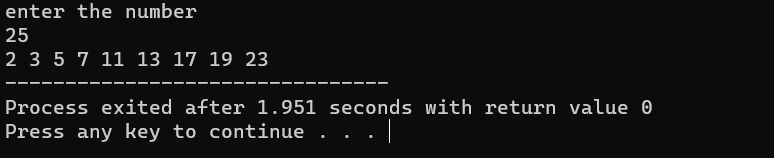 enter the number
25
2 3 5 7 11 13 17 19 23
--------------------------------
Process exited after 1.951 seconds with return value 0
Press any key to continue . . .